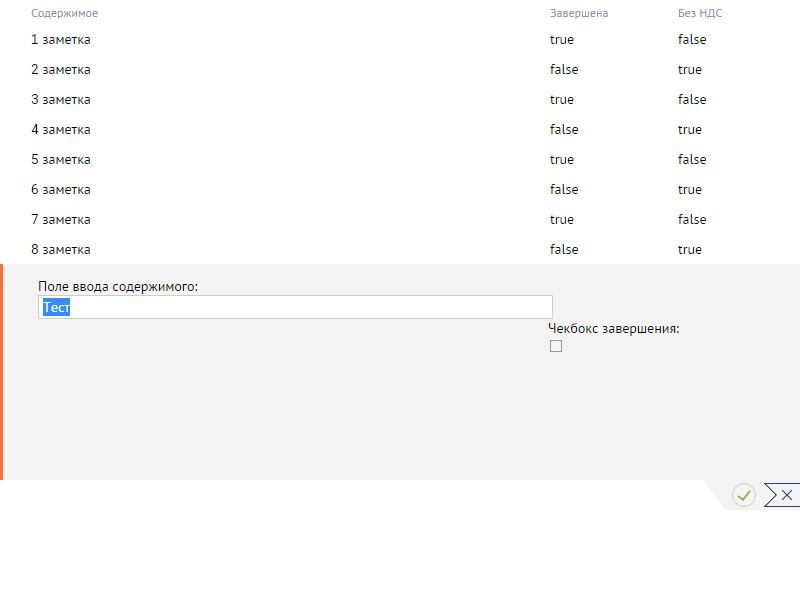 Содержимое Завершена Без НДС
1 заметка true false
2 заметка false true
3 заметка true false
4 заметка false true
5 заметка true false
6 заметка false true
7 заметка true false
8 заметка false true
Поле ввода содержимого:
Тест
Чекбокс завершения: